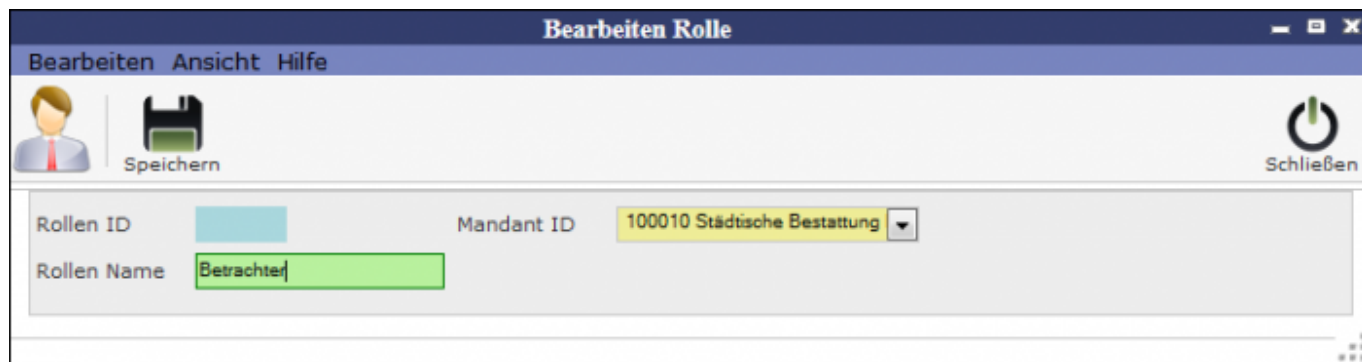 Bearbeiten Rolle
Bearbeiten Ansicht Hilfe
Speichern
Schließen
Rollen ID
Mandant ID 100010 Städtische Bestattung
Rollen Name Betrachter